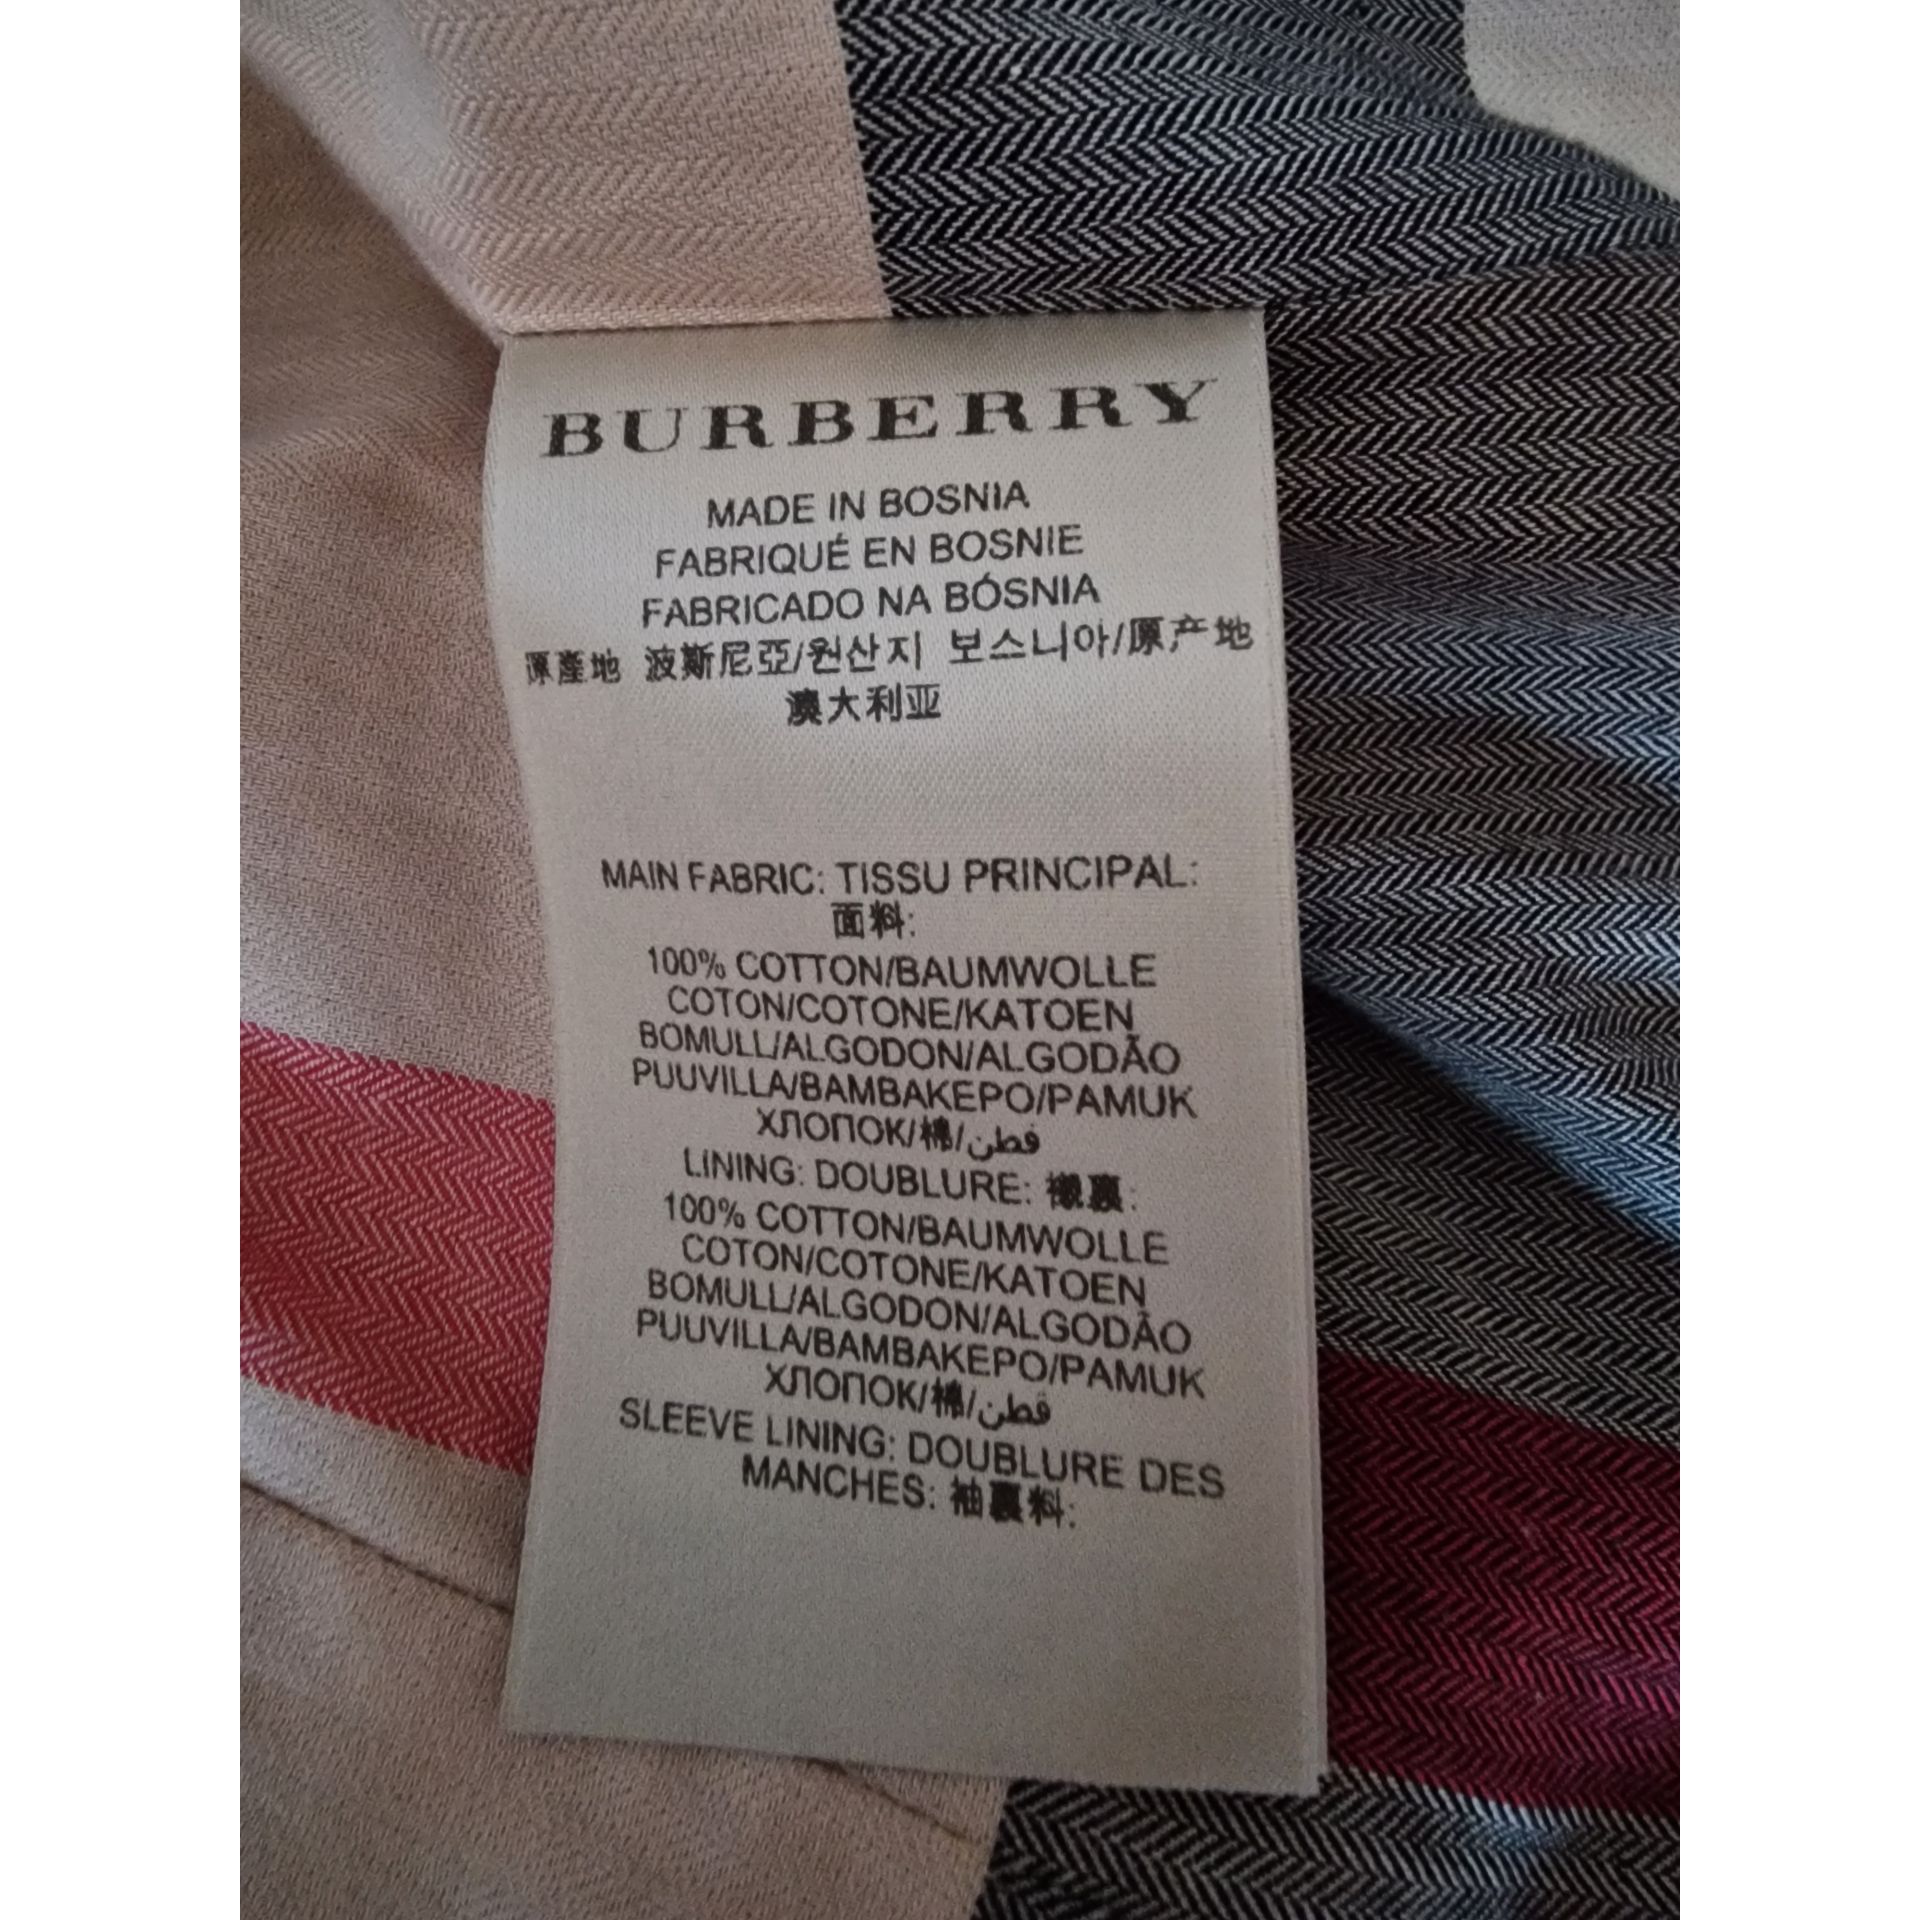 BURBERRY
MADE IN BOSNIA
FABRIQUÉ EN BOSNIE
FABRICADO NA BÓSNIA
原產地 波斯尼亞/원산지 보스니아/原产地
澳大利亚
MAIN FABRIC: TISSU PRINCIPAL:
面料:
100% COTTON/BAUMWOLLE
COTON/COTONE/KATOEN
BOMULL/ALGODON/ALGODÃO
PUUVILLA/BAMBAKEPO/PAMUK
ХЛОПОК/棉/قطن
LINING: DOUBLURE: 襯裏:
100% COTTON/BAUMWOLLE
COTON/COTONE/KATOEN
BOMULL/ALGODON/ALGODÃO
PUUVILLA/BAMBAKEPO/PAMUK
ХЛОПОК/棉/قطن
SLEEVE LINING: DOUBLURE DES
MANCHES: 袖裏料: